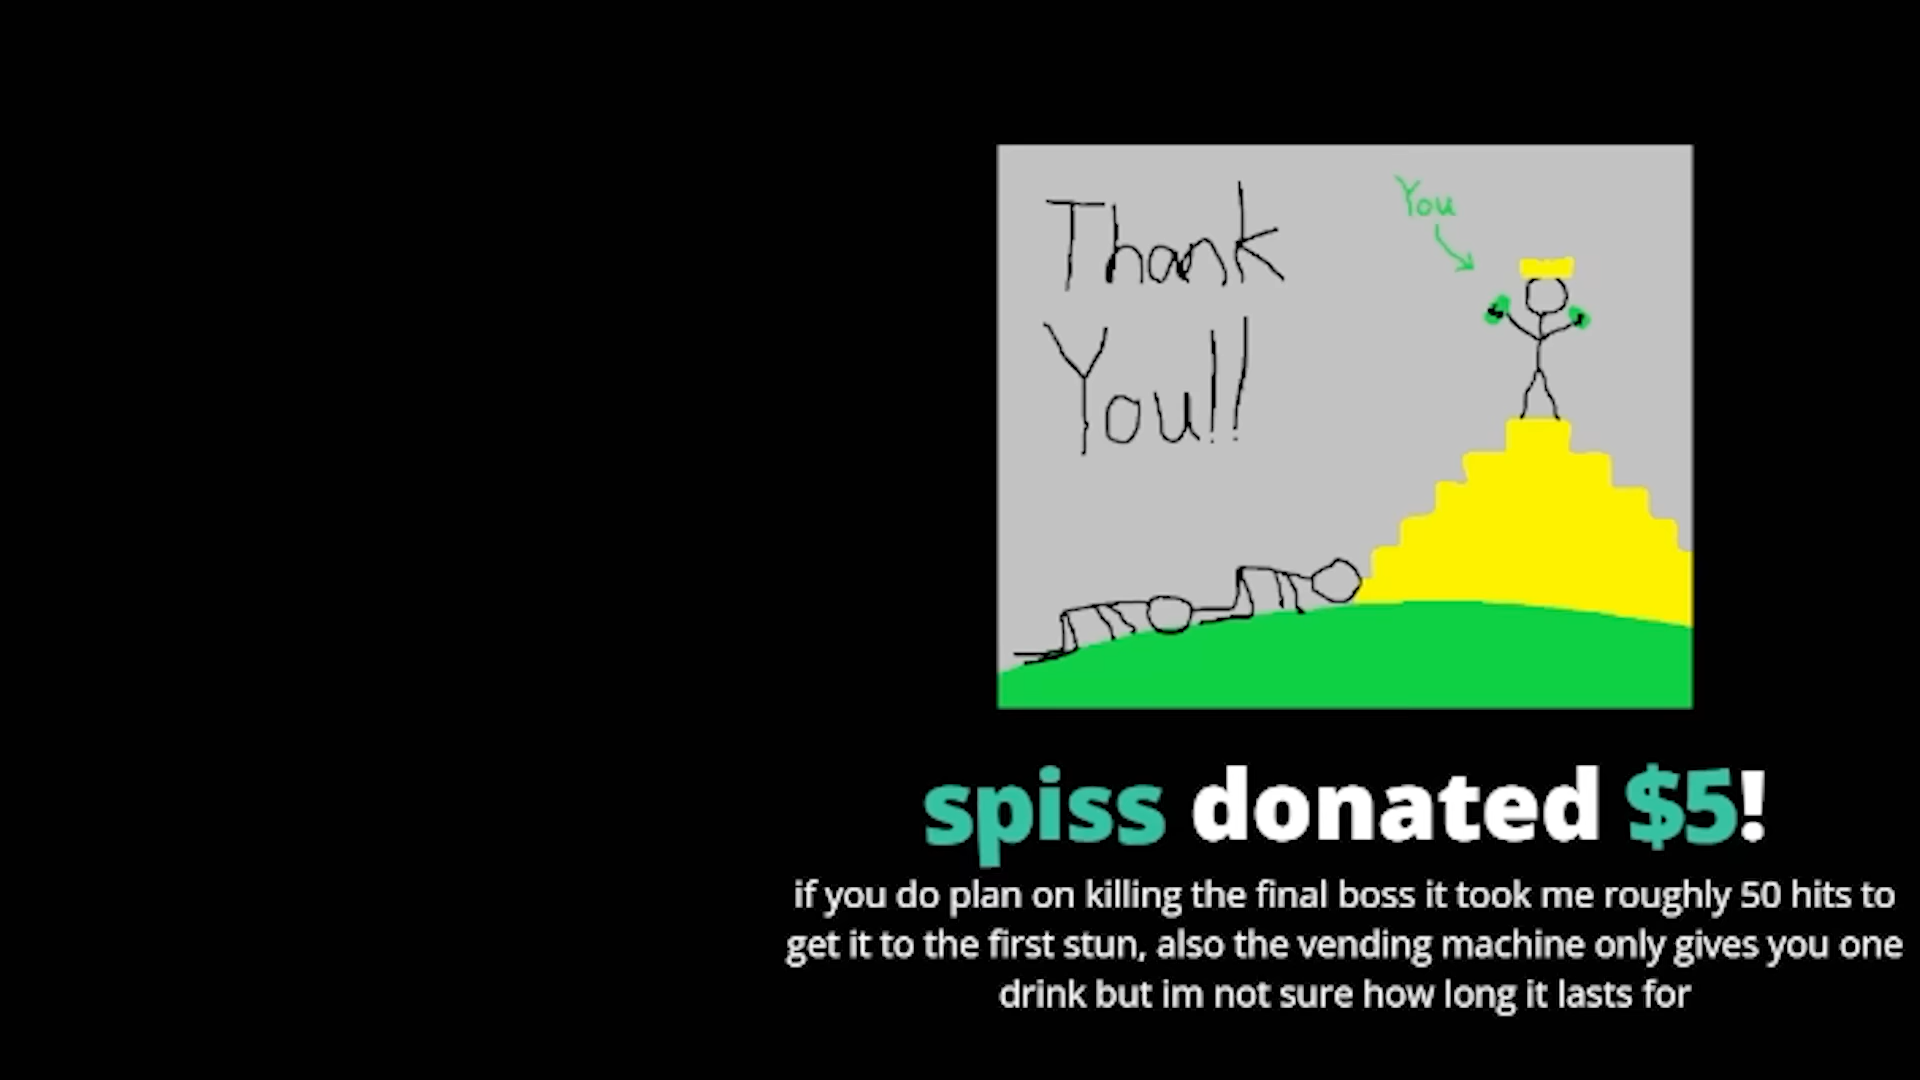 Thank
You!!
You
spiss donated $5!
if you do plan on killing the final boss it took me roughly 50 hits to
get it to the first stun, also the vending machine only gives you one
drink but im not sure how long it lasts for